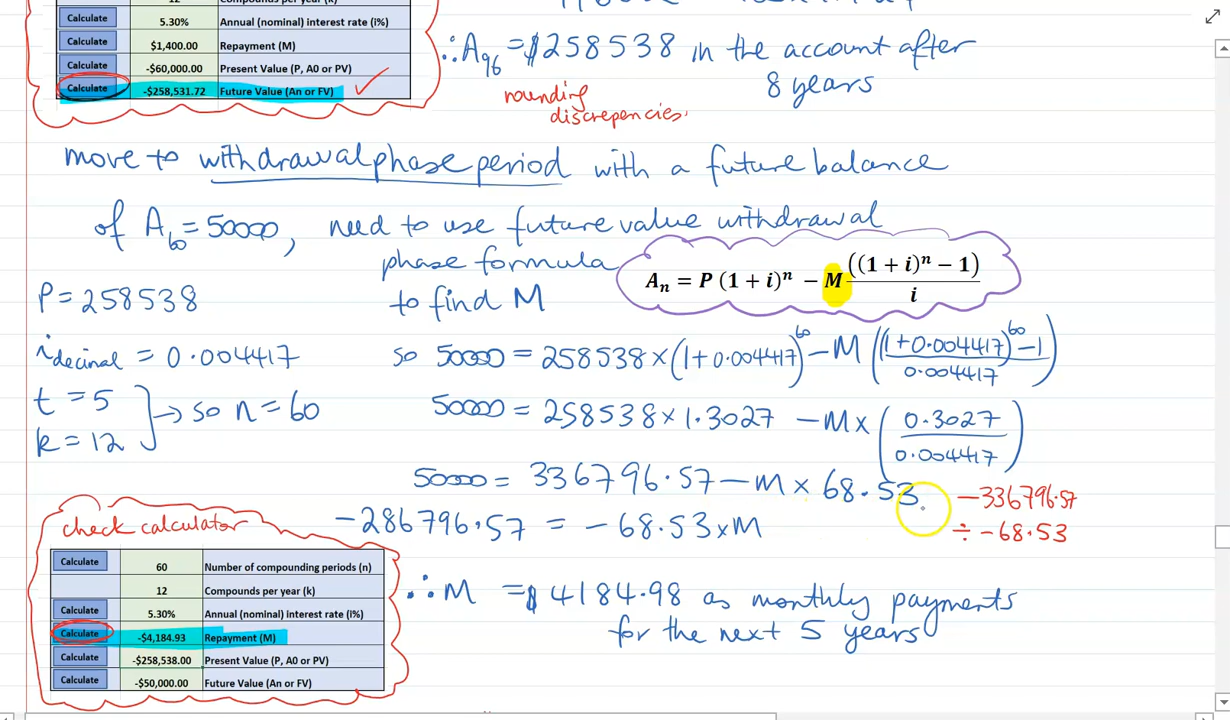 Calculate 5.30% Annual (nominal) interest rate (i%)
Calculate $1,400.00 Repayment (M)
Calculate -$60,000.00 Present Value (P, A0 or PV)
Calculate -$258,531.72 Future Value (An or FV)
∴A₉₆ = $258538 in the account after
8 years
rounding
discrepencies
move to withdrawal phase period with a future balance
of A₆₀ = 50000, need to use future value withdrawal
phase formula
to find M
Aₙ = P (1 + i)ⁿ − M ((1 + i)ⁿ − 1) / i
P = 258538
i decimal = 0.004417
t = 5
k = 12
→ so n = 60
so 50000 = 258538 × (1 + 0.004417)⁶⁰ − M ((1 + 0.004417)⁶⁰ − 1 / 0.004417)
50000 = 258538 × 1.3027 − M × (0.3027 / 0.004417)
50000 = 336796.57 − M × 68.53
− 336796.57
−286796.57 = −68.53 × M
÷ −68.53
∴ M = $4184.98 as monthly payments
for the next 5 years
check calculator
Calculate 60 Number of compounding periods (n)
12 Compounds per year (k)
Calculate 5.30% Annual (nominal) interest rate (i%)
Calculate -$4,184.93 Repayment (M)
Calculate -$258,538.00 Present Value (P, A0 or PV)
Calculate -$50,000.00 Future Value (An or FV)